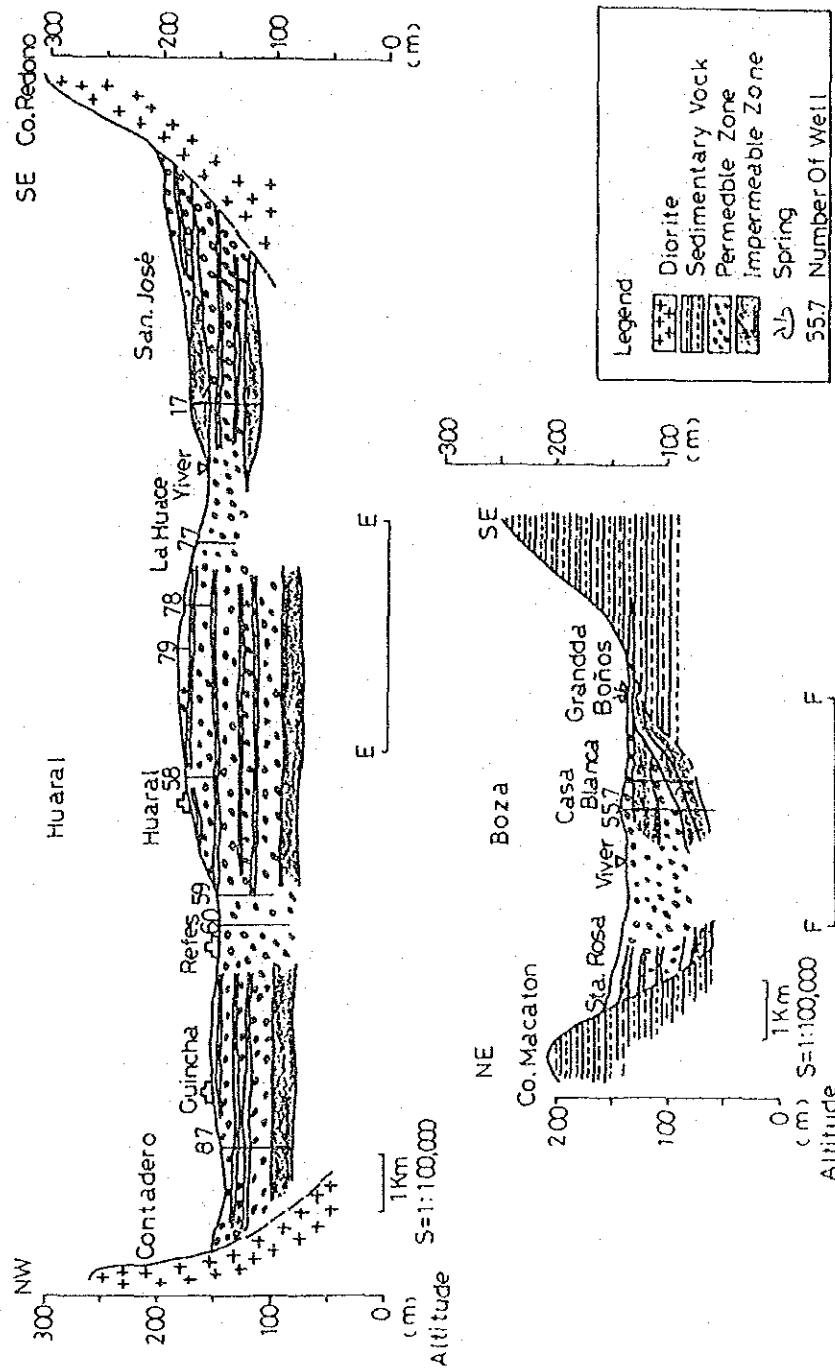 Huaral
NW
SE Co. Redono
Contadero
87
Guincha
Refes
60
59
Huaral
58
79
78
77
La Huace
Yiver
17
San. José
300
200
100
0
(m)
Altitude
300
200
100
0
(m)
1Km
S=1:100,000
E
E
Boza
NE
SE
Co. Macaton
Sta. Rosa
Viver
Casa
Blanca
55.7
Grandda
Boños
200
100
0
(m)
Altitude
300
200
100
(m)
1Km
S=1:100,000
F
F
Legend
Diorite
Sedimentary Vock
Permedble Zone
Impermeable Zone
Spring
55.7 Number Of Well